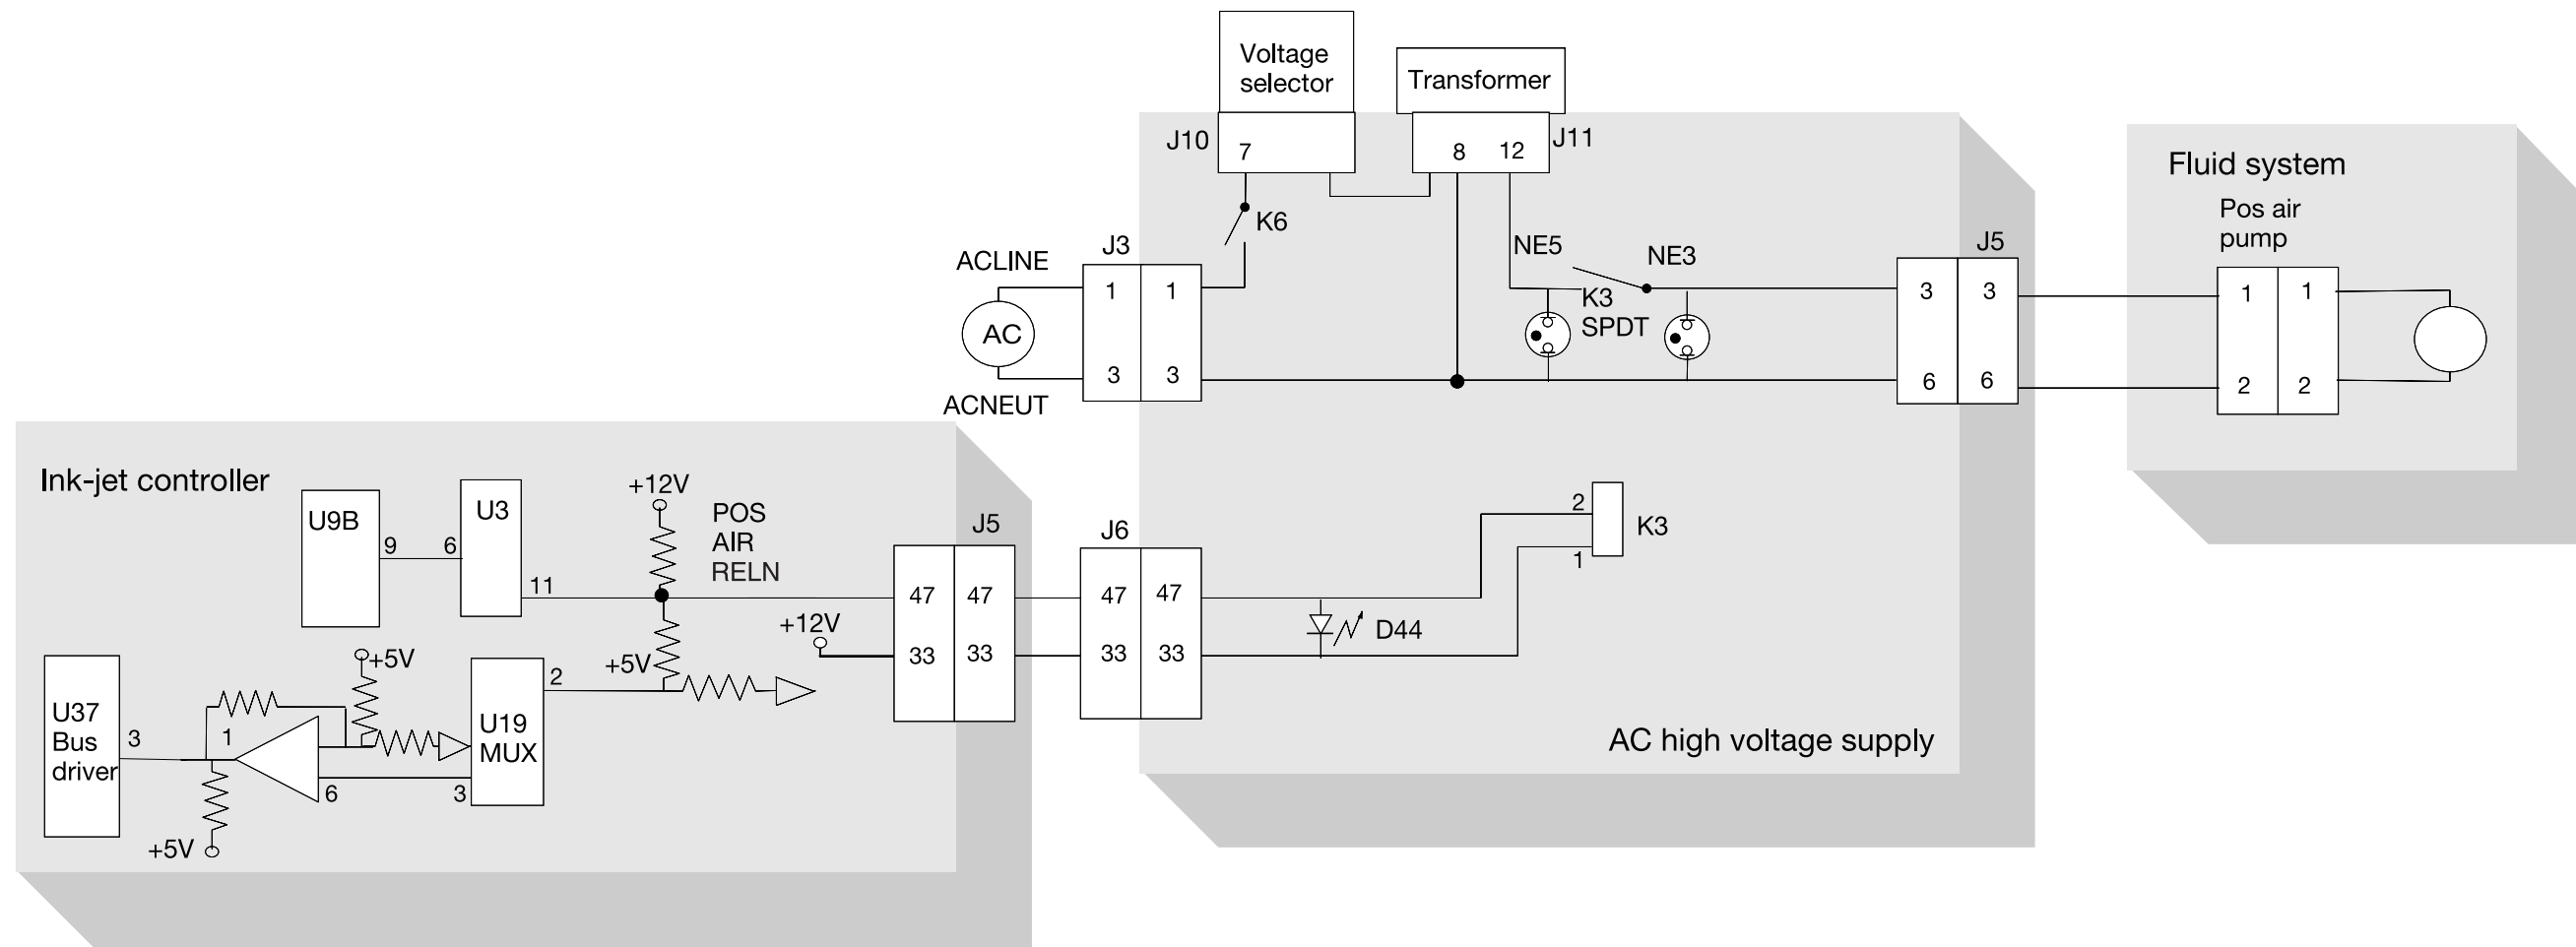 Voltage
selector
Transformer
J10
7
8
12
J11
K6
Fluid system
Pos air
pump
J3
ACLINE
NE5
NE3
J5
1
1
3
3
1
1
AC
K3
SPDT
3
3
6
6
2
2
ACNEUT
Ink-jet controller
U9B
9
6
U3
11
+12V
POS
AIR
RELN
J5
J6
2
K3
1
47
47
47
47
+12V
33
33
33
33
D44
+5V
+5V
2
U37
Bus
driver
3
1
U19
MUX
6
3
+5V
AC high voltage supply